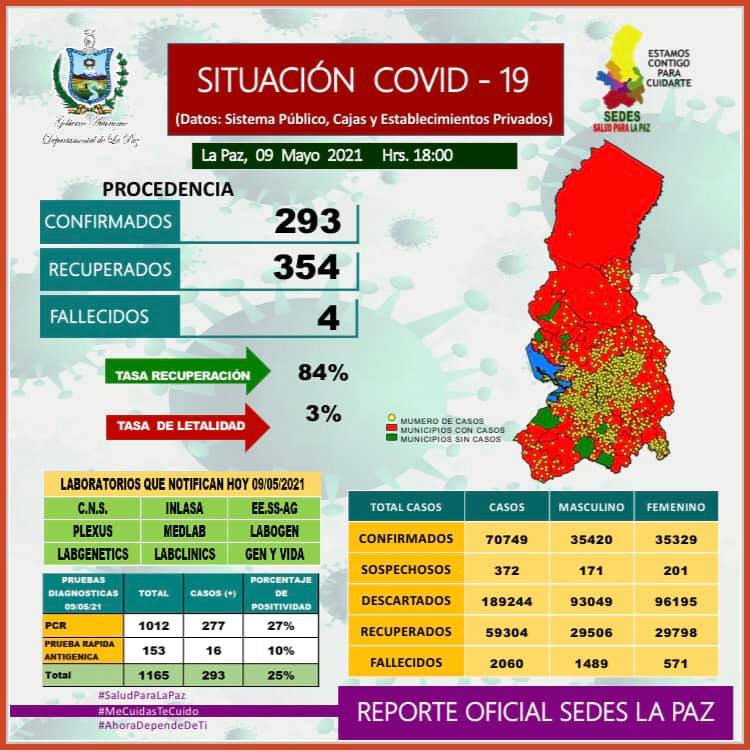 SITUACIÓN COVID - 19
(Datos: Sistema Público, Cajas y Establecimientos Privados)
Gobierno Autónomo
Departamental de La Paz
ESTAMOS
CONTIGO
PARA
CUIDARTE
SEDES
SALUD PARA LA PAZ
La Paz, 09 Mayo 2021 Hrs. 18:00
PROCEDENCIA
CONFIRMADOS 293
RECUPERADOS 354
FALLECIDOS 4
TASA RECUPERACIÓN 84%
TASA DE LETALIDAD 3%
MUMERO DE CASOS
MUNICIPIOS CON CASOS
MUNICIPIOS SIN CASOS
LABORATORIOS QUE NOTIFICAN HOY 09/05/2021
C.N.S. INLASA EE.SS-AG
PLEXUS MEDLAB LABOGEN
LABGENETICS LABCLINICS GEN Y VIDA
PRUEBAS DIAGNOSTICAS 09/05/21 TOTAL CASOS (+) PORCENTAJE DE POSITIVIDAD
PCR 1012 277 27%
PRUEBA RAPIDA ANTIGENICA 153 16 10%
Total 1165 293 25%
TOTAL CASOS CASOS MASCULINO FEMENINO
CONFIRMADOS 70749 35420 35329
SOSPECHOSOS 372 171 201
DESCARTADOS 189244 93049 96195
RECUPERADOS 59304 29506 29798
FALLECIDOS 2060 1489 571
#SaludParaLaPaz
#MeCuidasTeCuido
#AhoraDependeDeTi
REPORTE OFICIAL SEDES LA PAZ